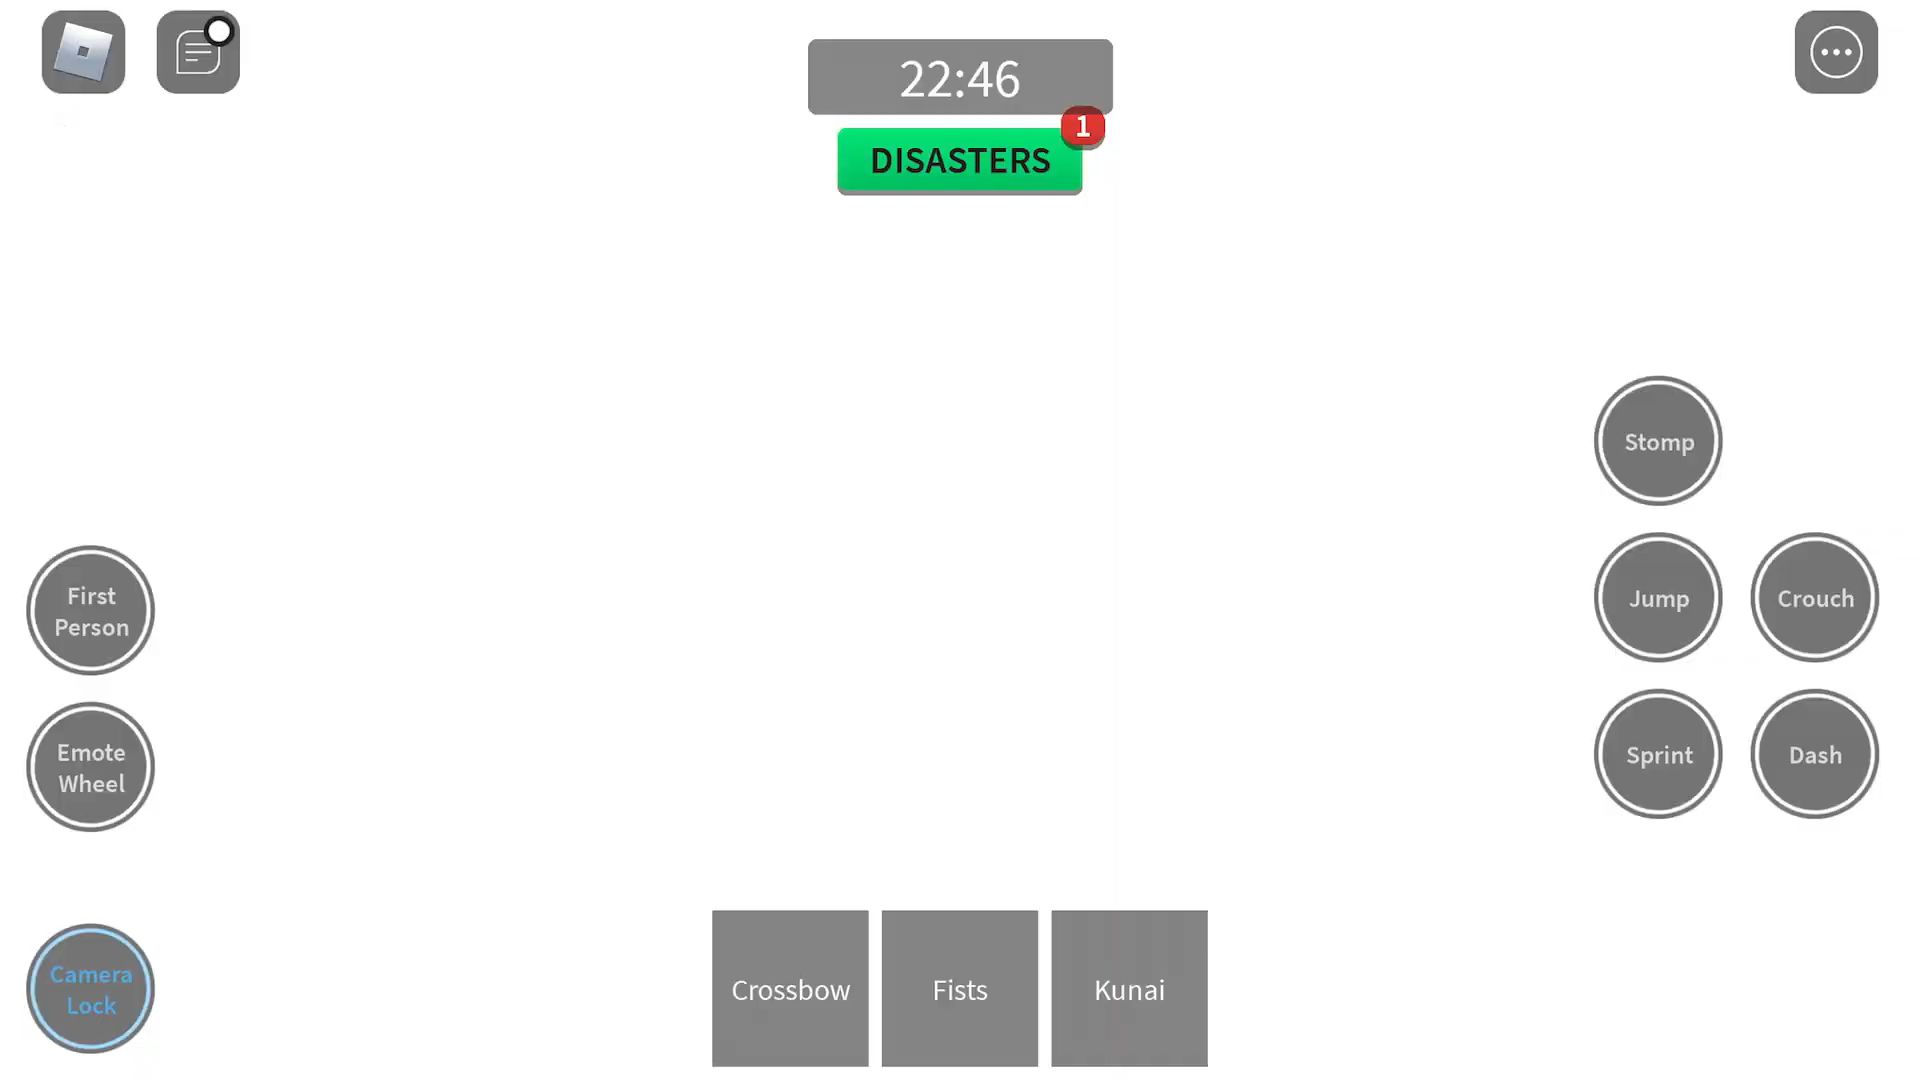 22:46
1
DISASTERS
Stomp
First
Person
Jump
Crouch
Emote
Wheel
Sprint
Dash
Camera
Lock
Crossbow
Fists
Kunai